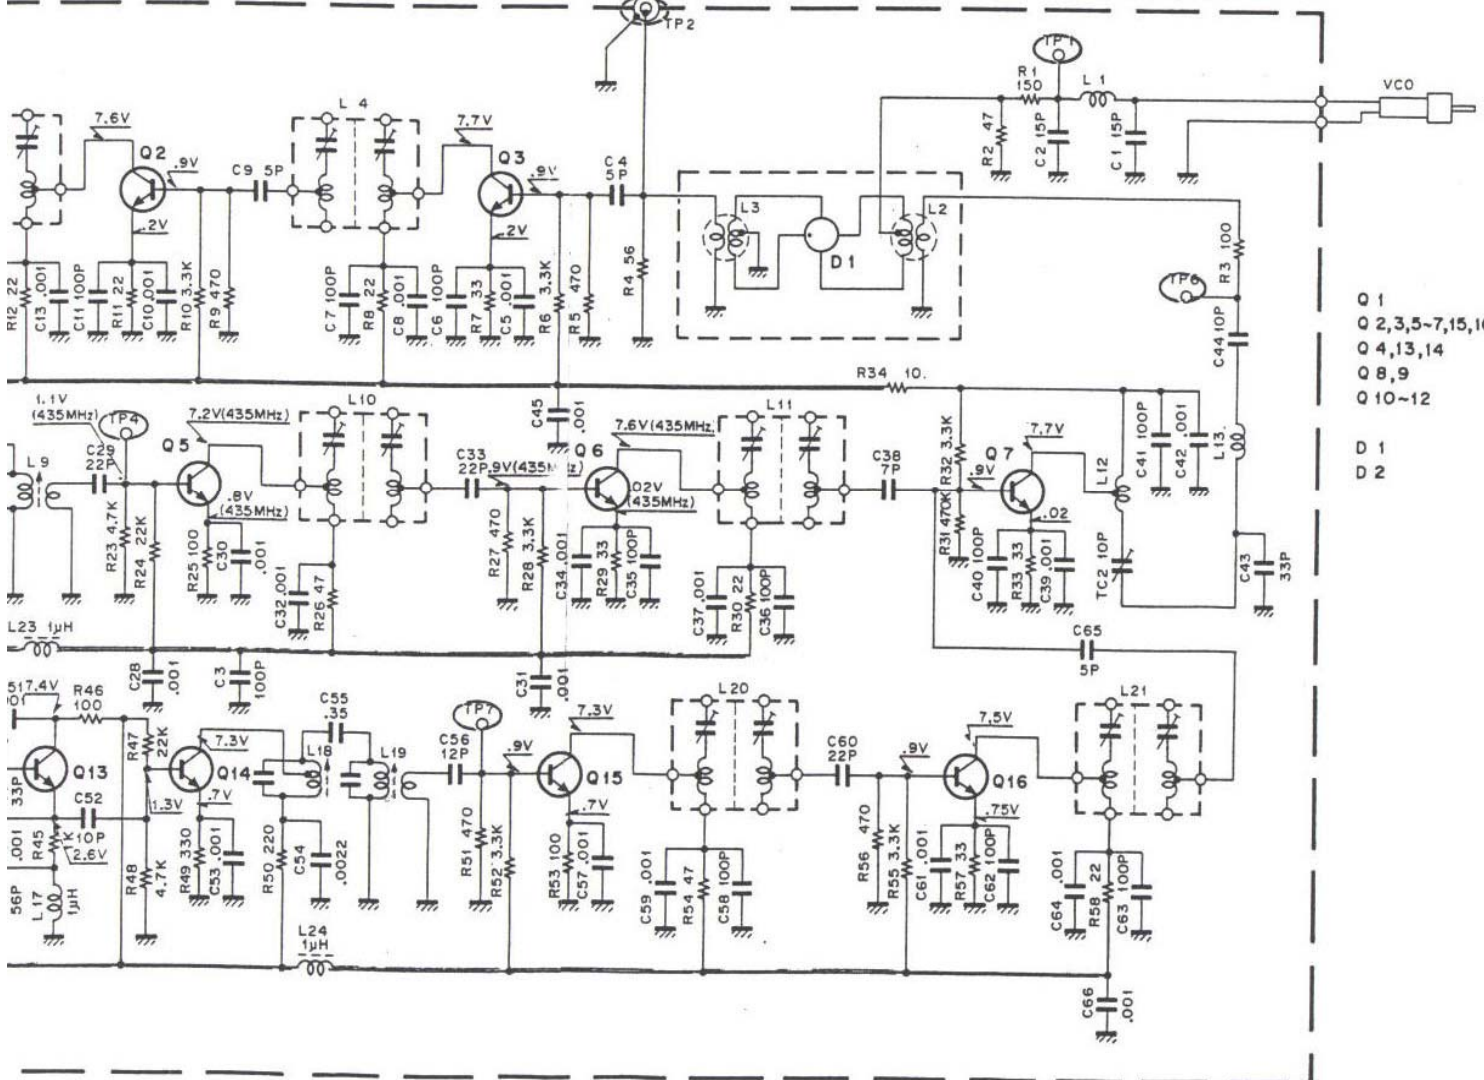 TP2
TP1
R1
150
L 1
VCO
R2 47
C2 15P
C1 15P
7.6V
Q2
.9V
.2V
C9 5P
L 4
7.7V
Q3
.9V
.2V
C4
5P
L3
D1
L2
R3 100
TP6
C44 10P
R12 22
C13 .001
C11 100P
R11 22
C10 .001
R10 3.3K
R9 470
C7 100P
R8 22
C8 .001
C6 100P
R7 33
C5 .001
R6 3.3K
R5 470
R4 56
Q 1
Q 2,3,5~7,15,1
Q 4,13,14
Q 8,9
Q 10~12
D 1
D 2
R34 10.
1.1V
(435MHz)
TP4
7.2V(435MHz)
Q5
C29
22P
L9
.8V
(435MHz)
R23 4.7K
R24 22K
R25 100
C30
.001
L10
C45
.001
C33
22P
.9V(435MHz)
7.6V(435MHz)
Q6
.02V
(435MHz)
C32 .001
R26 47
R27 470
R28 3.3K
C34 .001
R29 33
C35 100P
L11
C38
7P
R32 3.3K
R31 470
Q7
7.7V
.9V
.02
L12
C41 100P
C42 .001
L13
C37 .001
R30 22
C36 100P
C40 100P
R33 33
C39 .001
TC2 10P
C43
33P
L23 1µH
C28
.001
C3
100P
C31
.001
C65
5P
7.4V
R46
100
R47
22K
7.3V
Q13
Q14
33P
C52
10P
1.3V
.7V
2.6V
.001
R45
1K
56P
L17
1µH
R48
4.7K
R49 330
C53 .001
R50 220
C54
.0022
C55
.35
L18
L19
C56
12P
TP7
.9V
7.3V
Q15
.7V
R51 470
R52 3.3K
R53 100
C57 .001
L20
C59 .001
R54 47
C58 100P
C60
22P
.9V
7.5V
Q16
.75V
R56 470
R55 3.3K
C61 .001
R57 33
C62 100P
L21
C64 .001
R58 22
C63 100P
L24
1µH
C66
.001